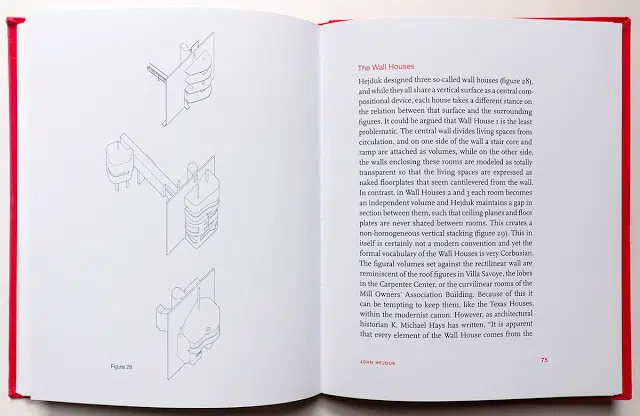 Figure 28
The Wall Houses
Hejduk designed three so-called wall houses (figure 28),
and while they all share a vertical surface as a central com-
positional device, each house takes a different stance on
the relation between that surface and the surrounding
figures. It could be argued that Wall House 1 is the least
problematic. The central wall divides living spaces from
circulation, and on one side of the wall a stair core and
ramp are attached as volumes, while on the other side,
the walls enclosing these rooms are modeled as totally
transparent so that the living spaces are expressed as
naked floorplates that seem cantilevered from the wall.
In contrast, in Wall Houses 2 and 3 each room becomes
an independent volume and Hejduk maintains a gap in
section between them, such that ceiling planes and floor
plates are never shared between rooms. This creates a
non-homogeneous vertical stacking (figure 29). This in
itself is certainly not a modern convention and yet the
formal vocabulary of the Wall Houses is very Corbusian.
The figural volumes set against the rectilinear wall are
reminiscent of the roof figures in Villa Savoye, the lobes
in the Carpenter Center, or the curvilinear rooms of the
Mill Owners' Association Building. Because of this it
can be tempting to keep them, like the Texas Houses,
within the modernist canon. However, as architectural
historian K. Michael Hays has written, "It is apparent
that every element of the Wall House comes from the
JOHN HEJDUK 75